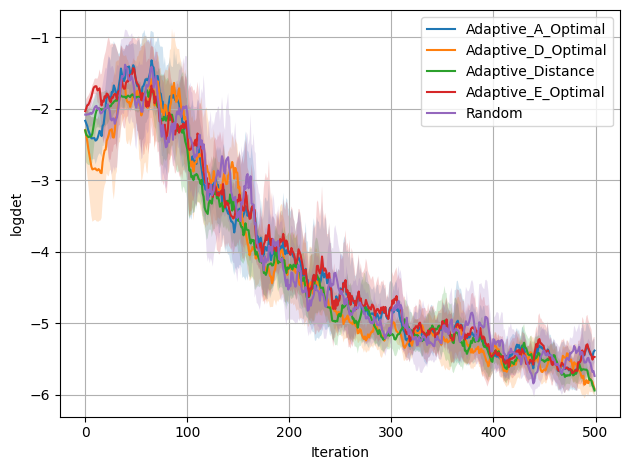 Adaptive_A_Optimal
Adaptive_D_Optimal
Adaptive_Distance
Adaptive_E_Optimal
Random
−1
−2
−3
−4
−5
−6
logdet
0 100 200 300 400 500
Iteration